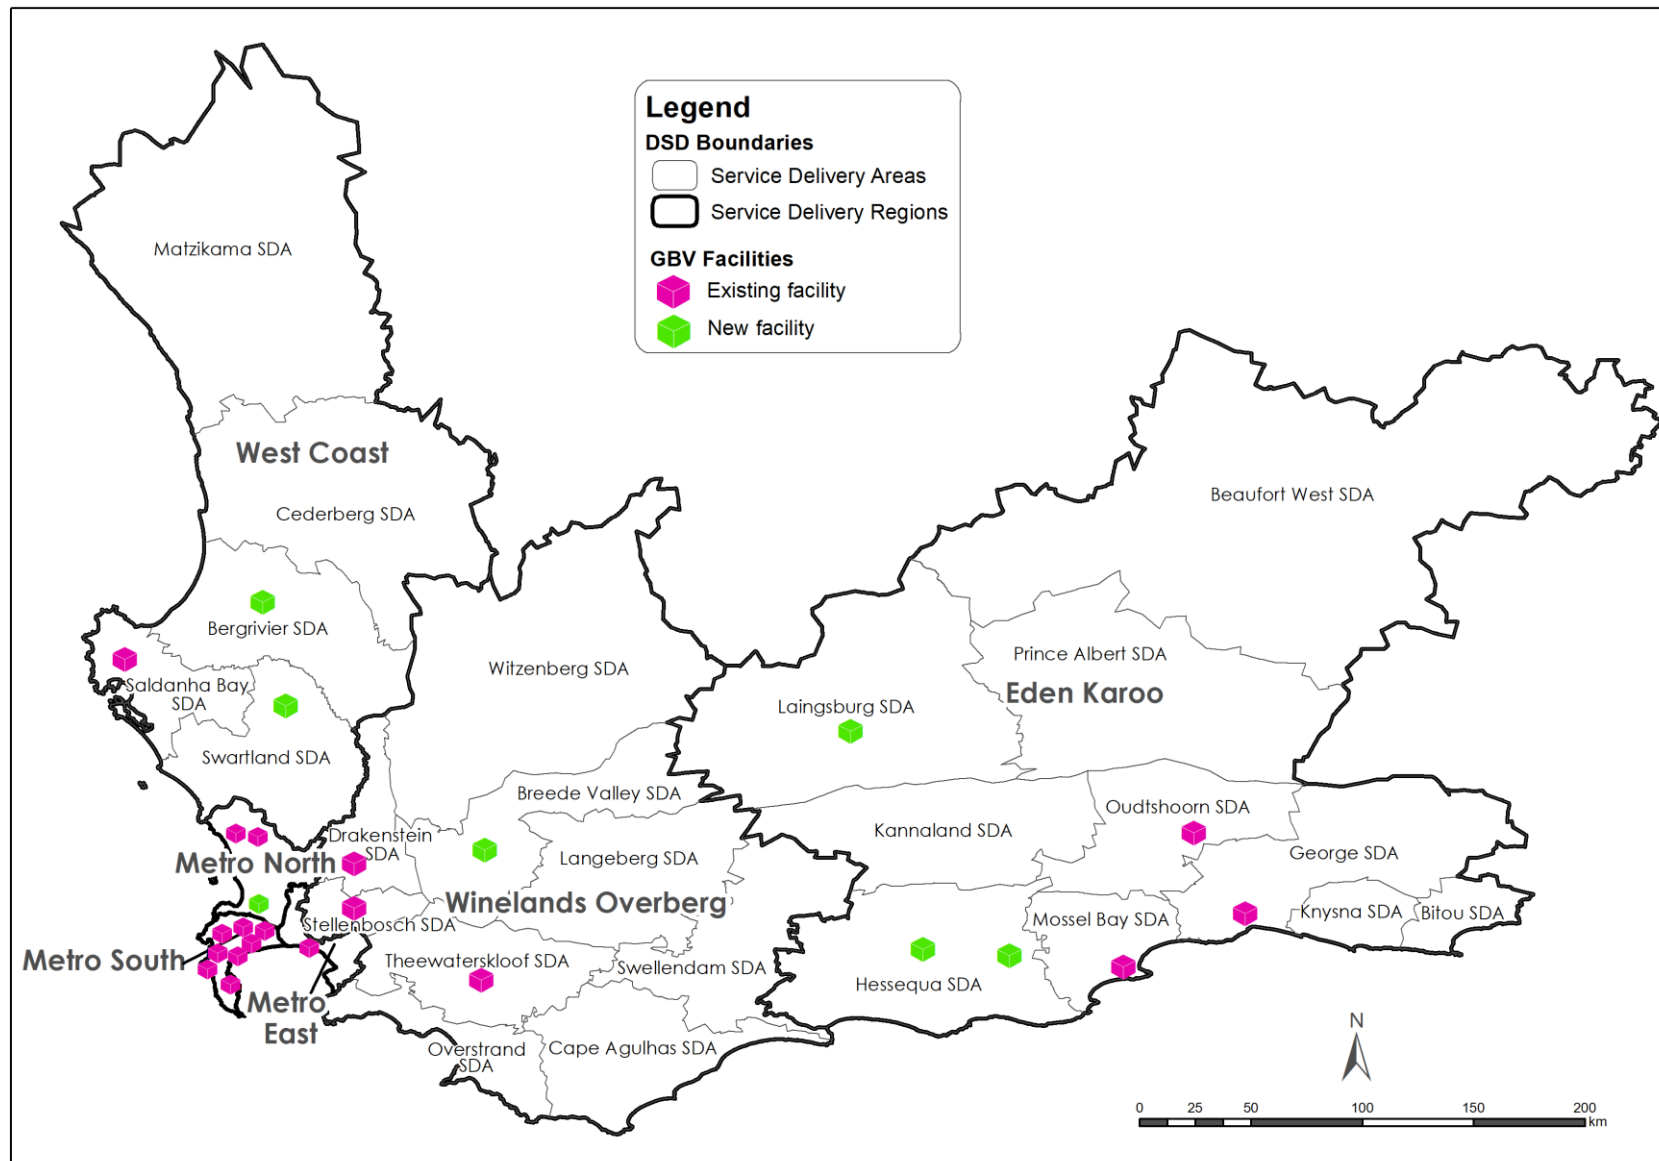 Legend
DSD Boundaries
Service Delivery Areas
Service Delivery Regions
GBV Facilities
Existing facility
New facility
Matzikama SDA
West Coast
Cederberg SDA
Beaufort West SDA
Bergrivier SDA
Witzenberg SDA
Prince Albert SDA
Saldanha Bay
SDA
Eden Karoo
Laingsburg SDA
Swartland SDA
Breede Valley SDA
Oudtshoorn SDA
Drakenstein
SDA
Kannaland SDA
Metro North
Langeberg SDA
George SDA
Winelands Overberg
Stellenbosch SDA
Mossel Bay SDA
Knysna SDA
Bitou SDA
Metro South
Theewaterskloof SDA
Swellendam SDA
Hessequa SDA
Metro
East
Overstrand
SDA
Cape Agulhas SDA
N
0 25 50 100 150 200
km